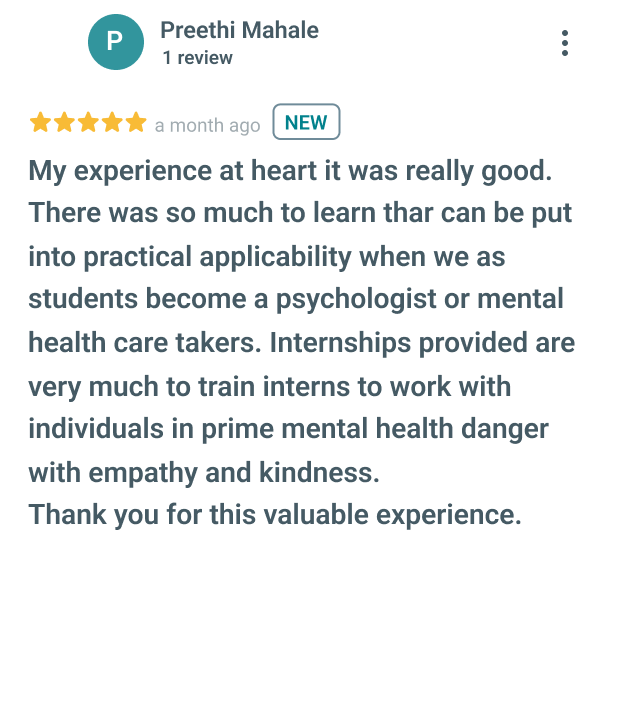 P
Preethi Mahale
1 review
a month ago NEW
My experience at heart it was really good.
There was so much to learn thar can be put
into practical applicability when we as
students become a psychologist or mental
health care takers. Internships provided are
very much to train interns to work with
individuals in prime mental health danger
with empathy and kindness.
Thank you for this valuable experience.